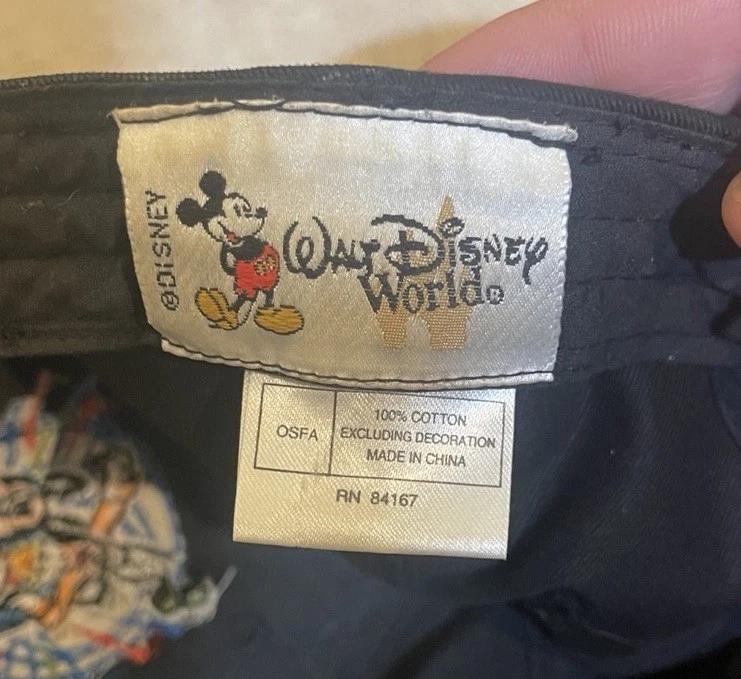 ©DISNEY
WALT DISNEY
World®
OSFA
100% COTTON
EXCLUDING DECORATION
MADE IN CHINA
RN 84167